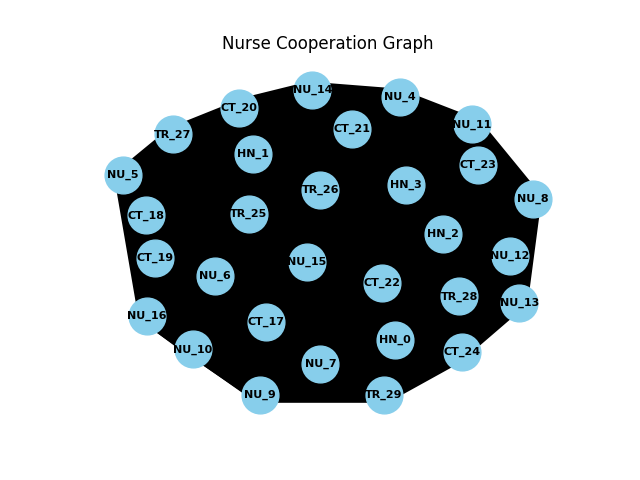 Nurse Cooperation Graph
NU_14
NU_4
CT_20
NU_11
CT_21
TR_27
HN_1
CT_23
NU_5
HN_3
TR_26
NU_8
TR_25
CT_18
HN_2
NU_12
CT_19
NU_15
NU_6
CT_22
TR_28
NU_13
NU_16
CT_17
HN_0
NU_10
CT_24
NU_7
NU_9
TR_29